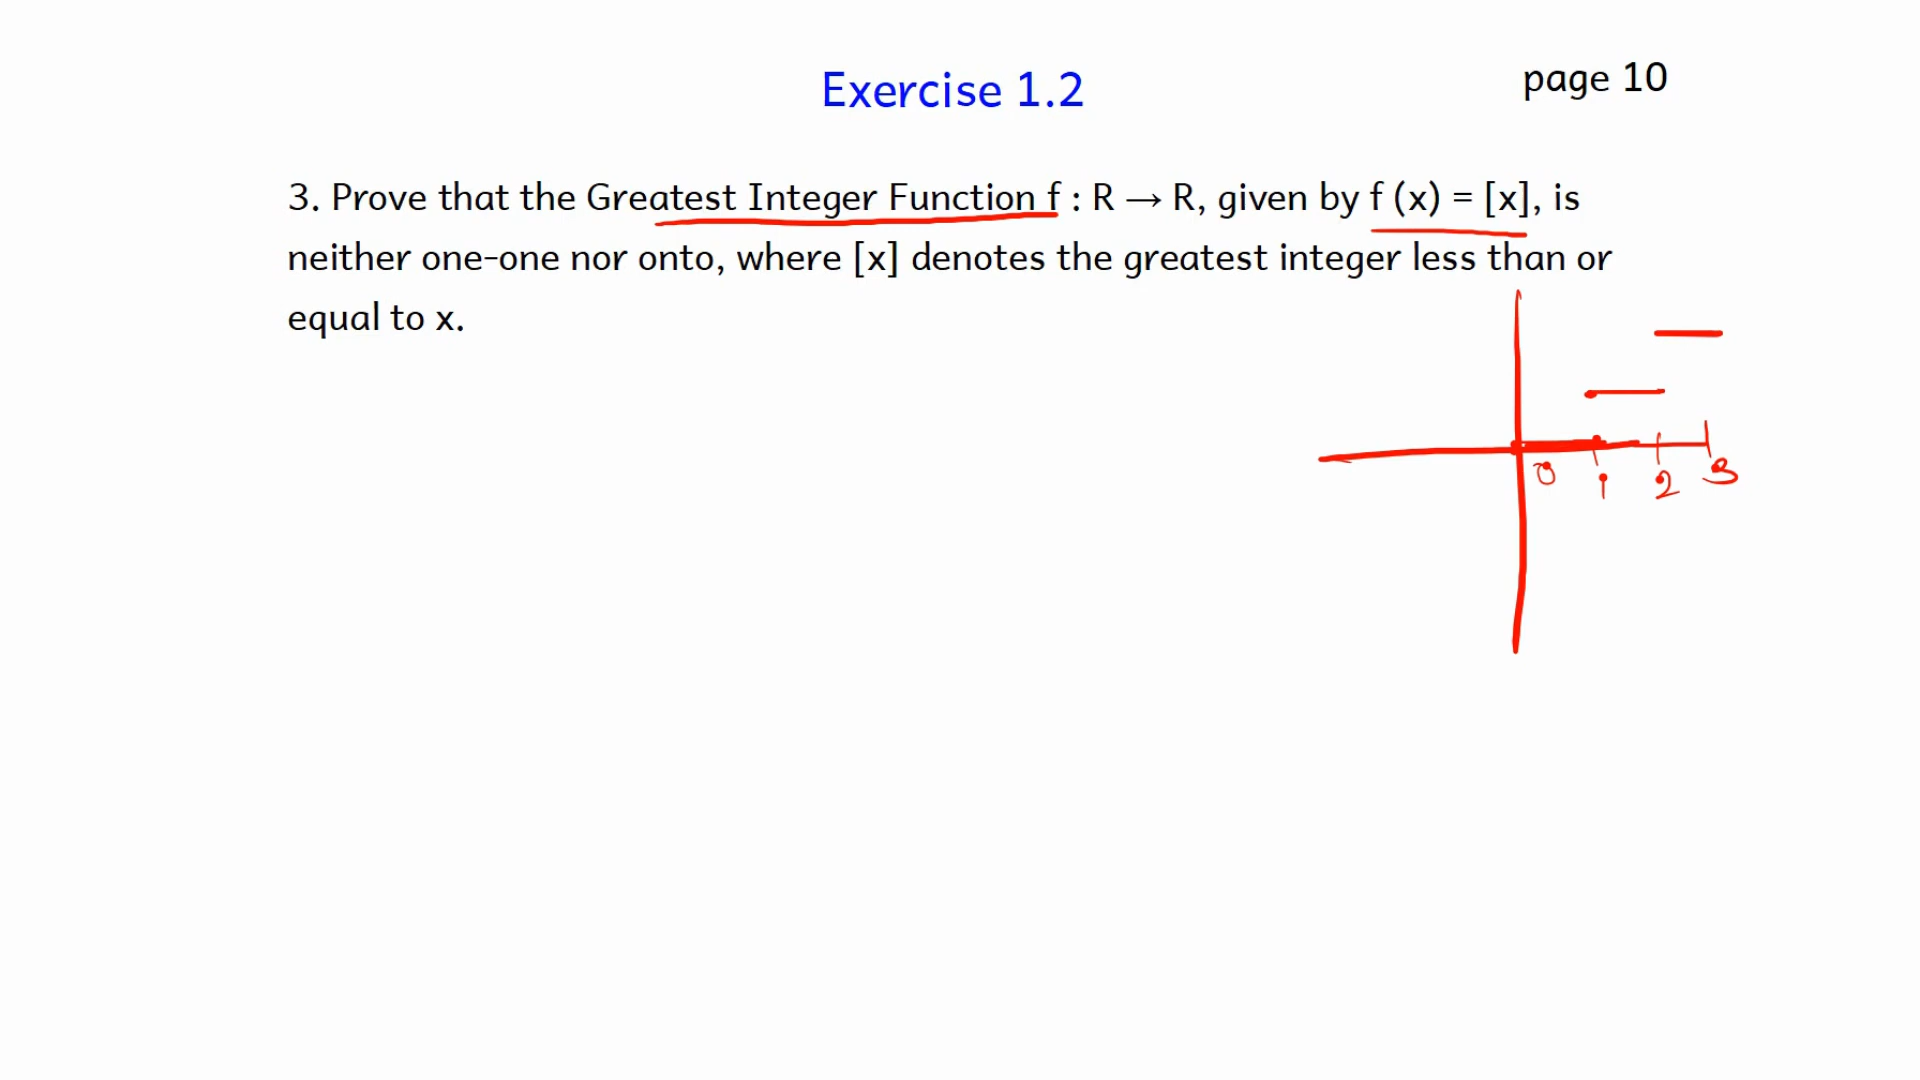 Exercise 1.2
page 10
3. Prove that the Greatest Integer Function f : R → R, given by f (x) = [x], is
neither one-one nor onto, where [x] denotes the greatest integer less than or
equal to x.
0 1 2 3